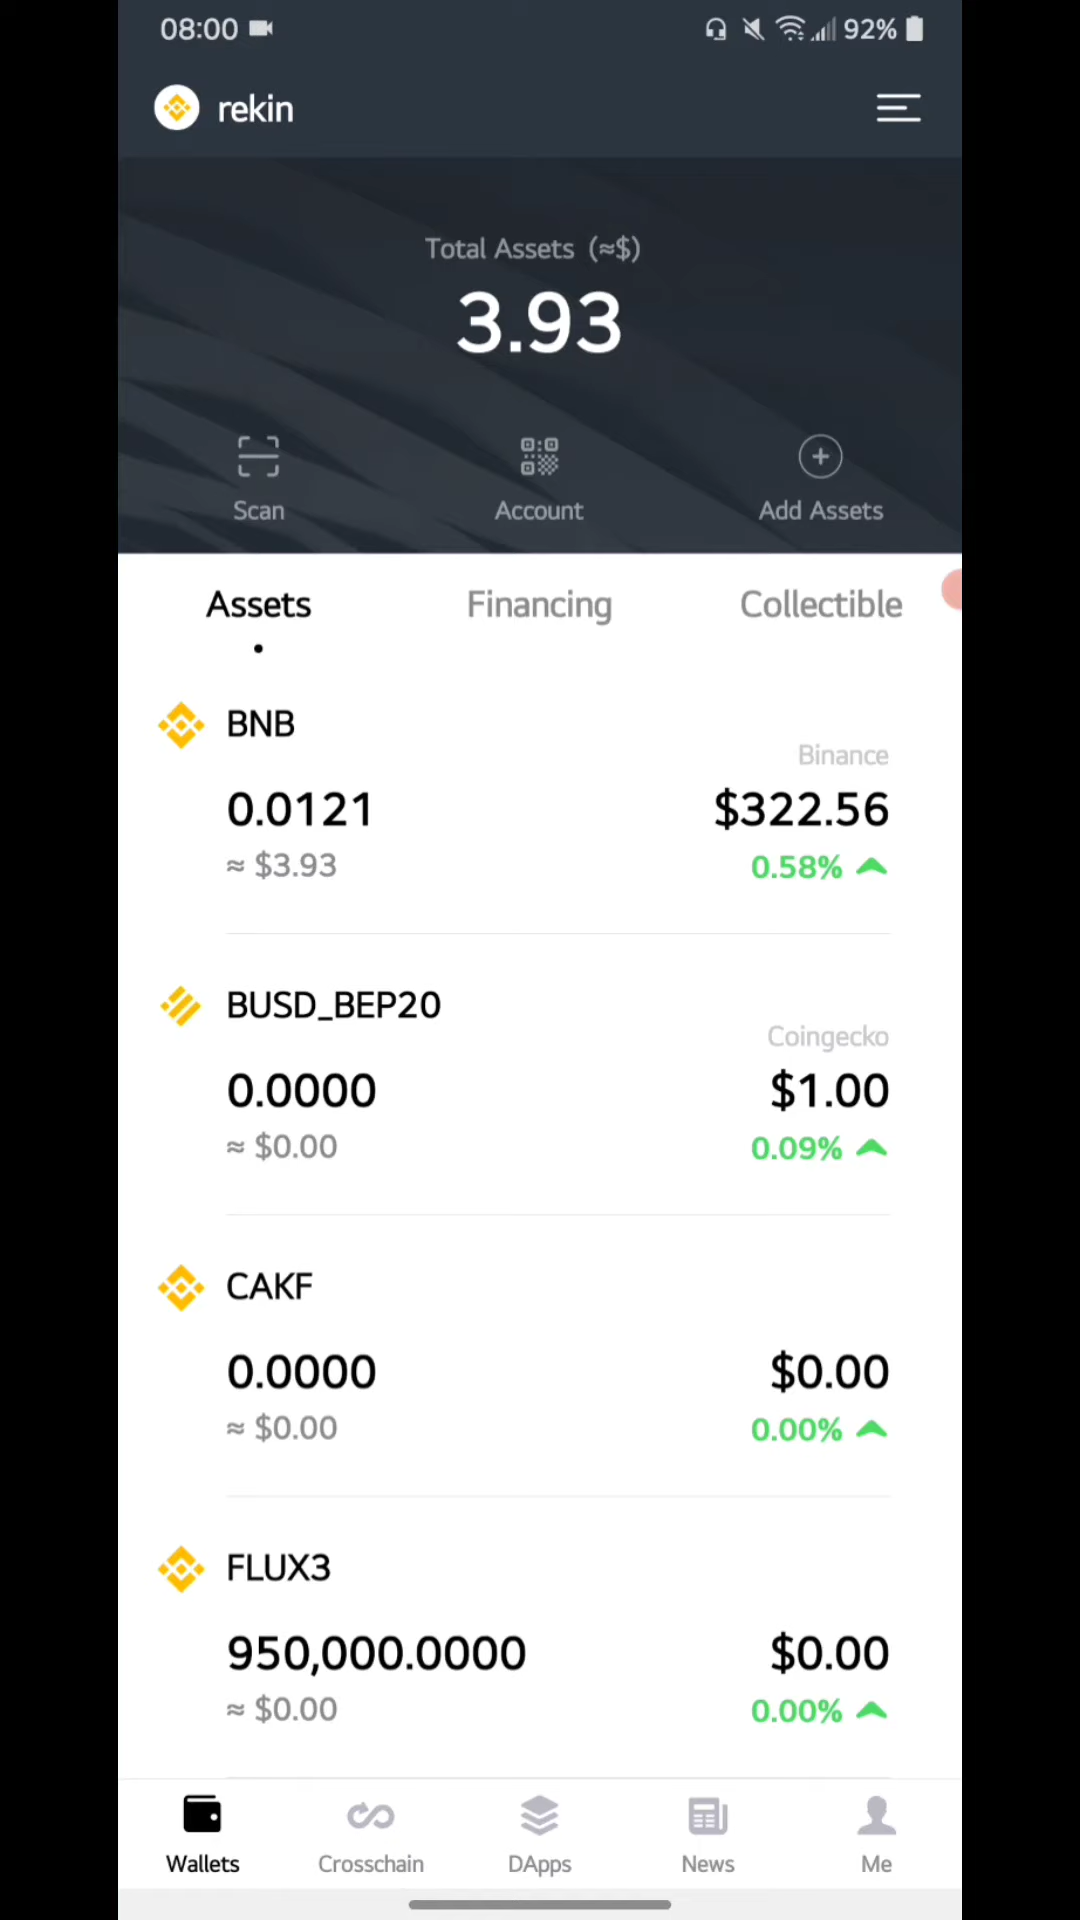 08:00 92%
rekin
Total Assets (≈$)
3.93
Scan Account Add Assets
Assets Financing Collectible
BNB
Binance
0.0121 $322.56
≈ $3.93 0.58%
BUSD_BEP20
Coingecko
0.0000 $1.00
≈ $0.00 0.09%
CAKF
0.0000 $0.00
≈ $0.00 0.00%
FLUX3
950,000.0000 $0.00
≈ $0.00 0.00%
Wallets Crosschain DApps News Me